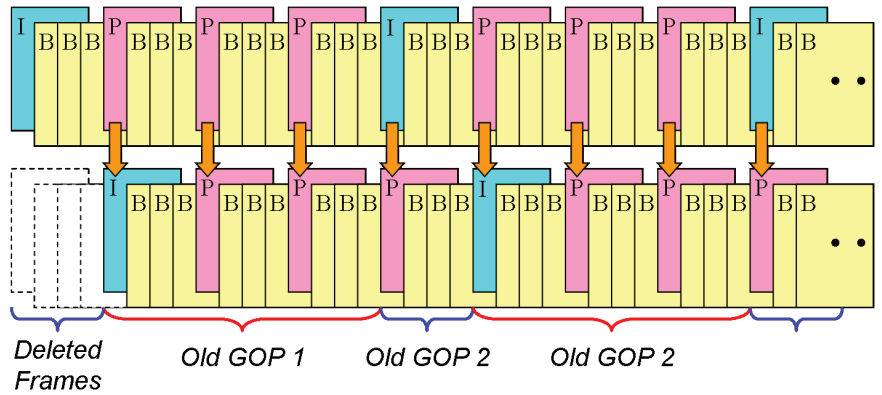 I B B B P B B B P B B B P B B B I B B B P B B B P B B B P B B B I B B • •
I B B B P B B B P B B B P B B B I B B B P B B B P B B B P B B • •
Deleted Frames
Old GOP 1
Old GOP 2
Old GOP 2